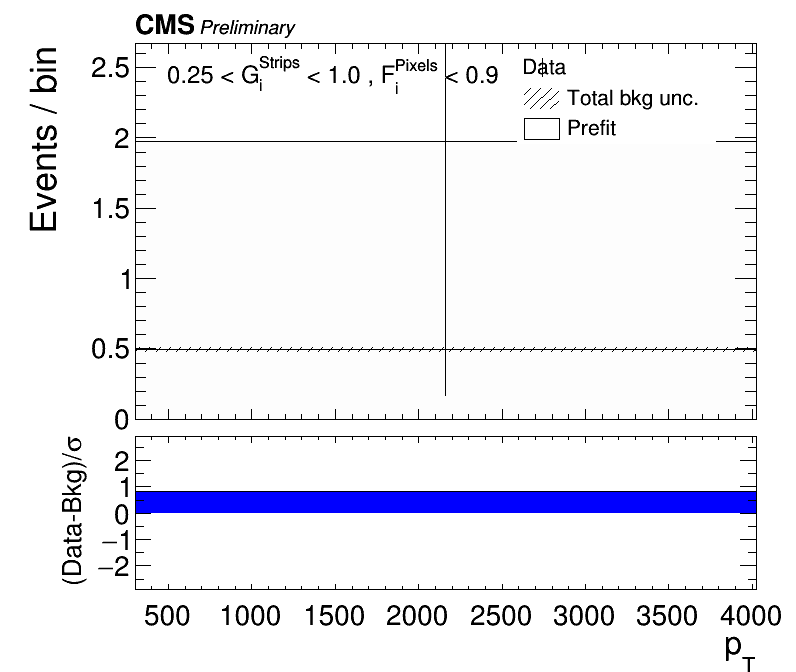 CMS Preliminary
Events / bin
0.25 < G_i^Strips < 1.0 , F_i^Pixels < 0.9
Data
Total bkg unc.
Prefit
2.5
2
1.5
1
0.5
0
(Data-Bkg)/σ
2
1
0
−1
−2
500 1000 1500 2000 2500 3000 3500 4000
p_T